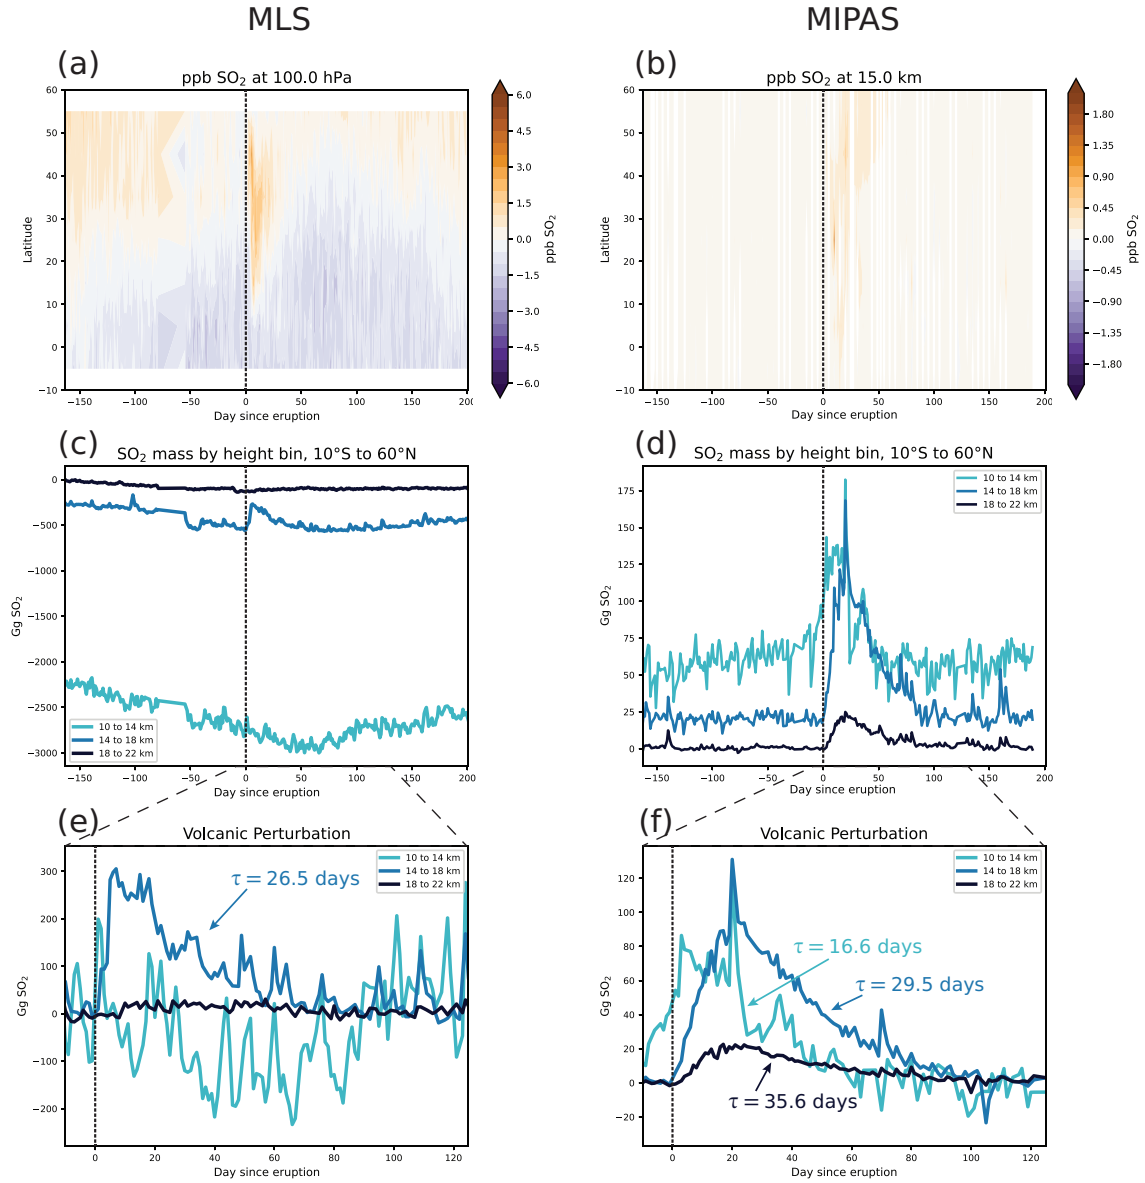 MLS
MIPAS
(a)
ppb SO₂ at 100.0 hPa
60
50
40
30
20
10
0
−10
Latitude
−150
−100
−50
0
50
100
150
200
Day since eruption
6.0
4.5
3.0
1.5
0.0
−1.5
−3.0
−4.5
−6.0
ppb SO₂
(b)
ppb SO₂ at 15.0 km
60
50
40
30
20
10
0
−10
Latitude
−150
−100
−50
0
50
100
150
200
Day since eruption
1.80
1.35
0.90
0.45
0.00
−0.45
−0.90
−1.35
−1.80
ppb SO₂
(c)
SO₂ mass by height bin, 10°S to 60°N
0
−500
−1000
−1500
−2000
−2500
−3000
Gg SO₂
10 to 14 km
14 to 18 km
18 to 22 km
−150
−100
−50
0
50
100
150
200
Day since eruption
(d)
SO₂ mass by height bin, 10°S to 60°N
175
150
125
100
75
50
25
0
Gg SO₂
10 to 14 km
14 to 18 km
18 to 22 km
−150
−100
−50
0
50
100
150
200
Day since eruption
(e)
Volcanic Perturbation
300
200
100
0
−100
−200
Gg SO₂
10 to 14 km
14 to 18 km
18 to 22 km
τ = 26.5 days
0
20
40
60
80
100
120
Day since eruption
(f)
Volcanic Perturbation
120
100
80
60
40
20
0
−20
Gg SO₂
10 to 14 km
14 to 18 km
18 to 22 km
τ = 16.6 days
τ = 29.5 days
τ = 35.6 days
0
20
40
60
80
100
120
Day since eruption